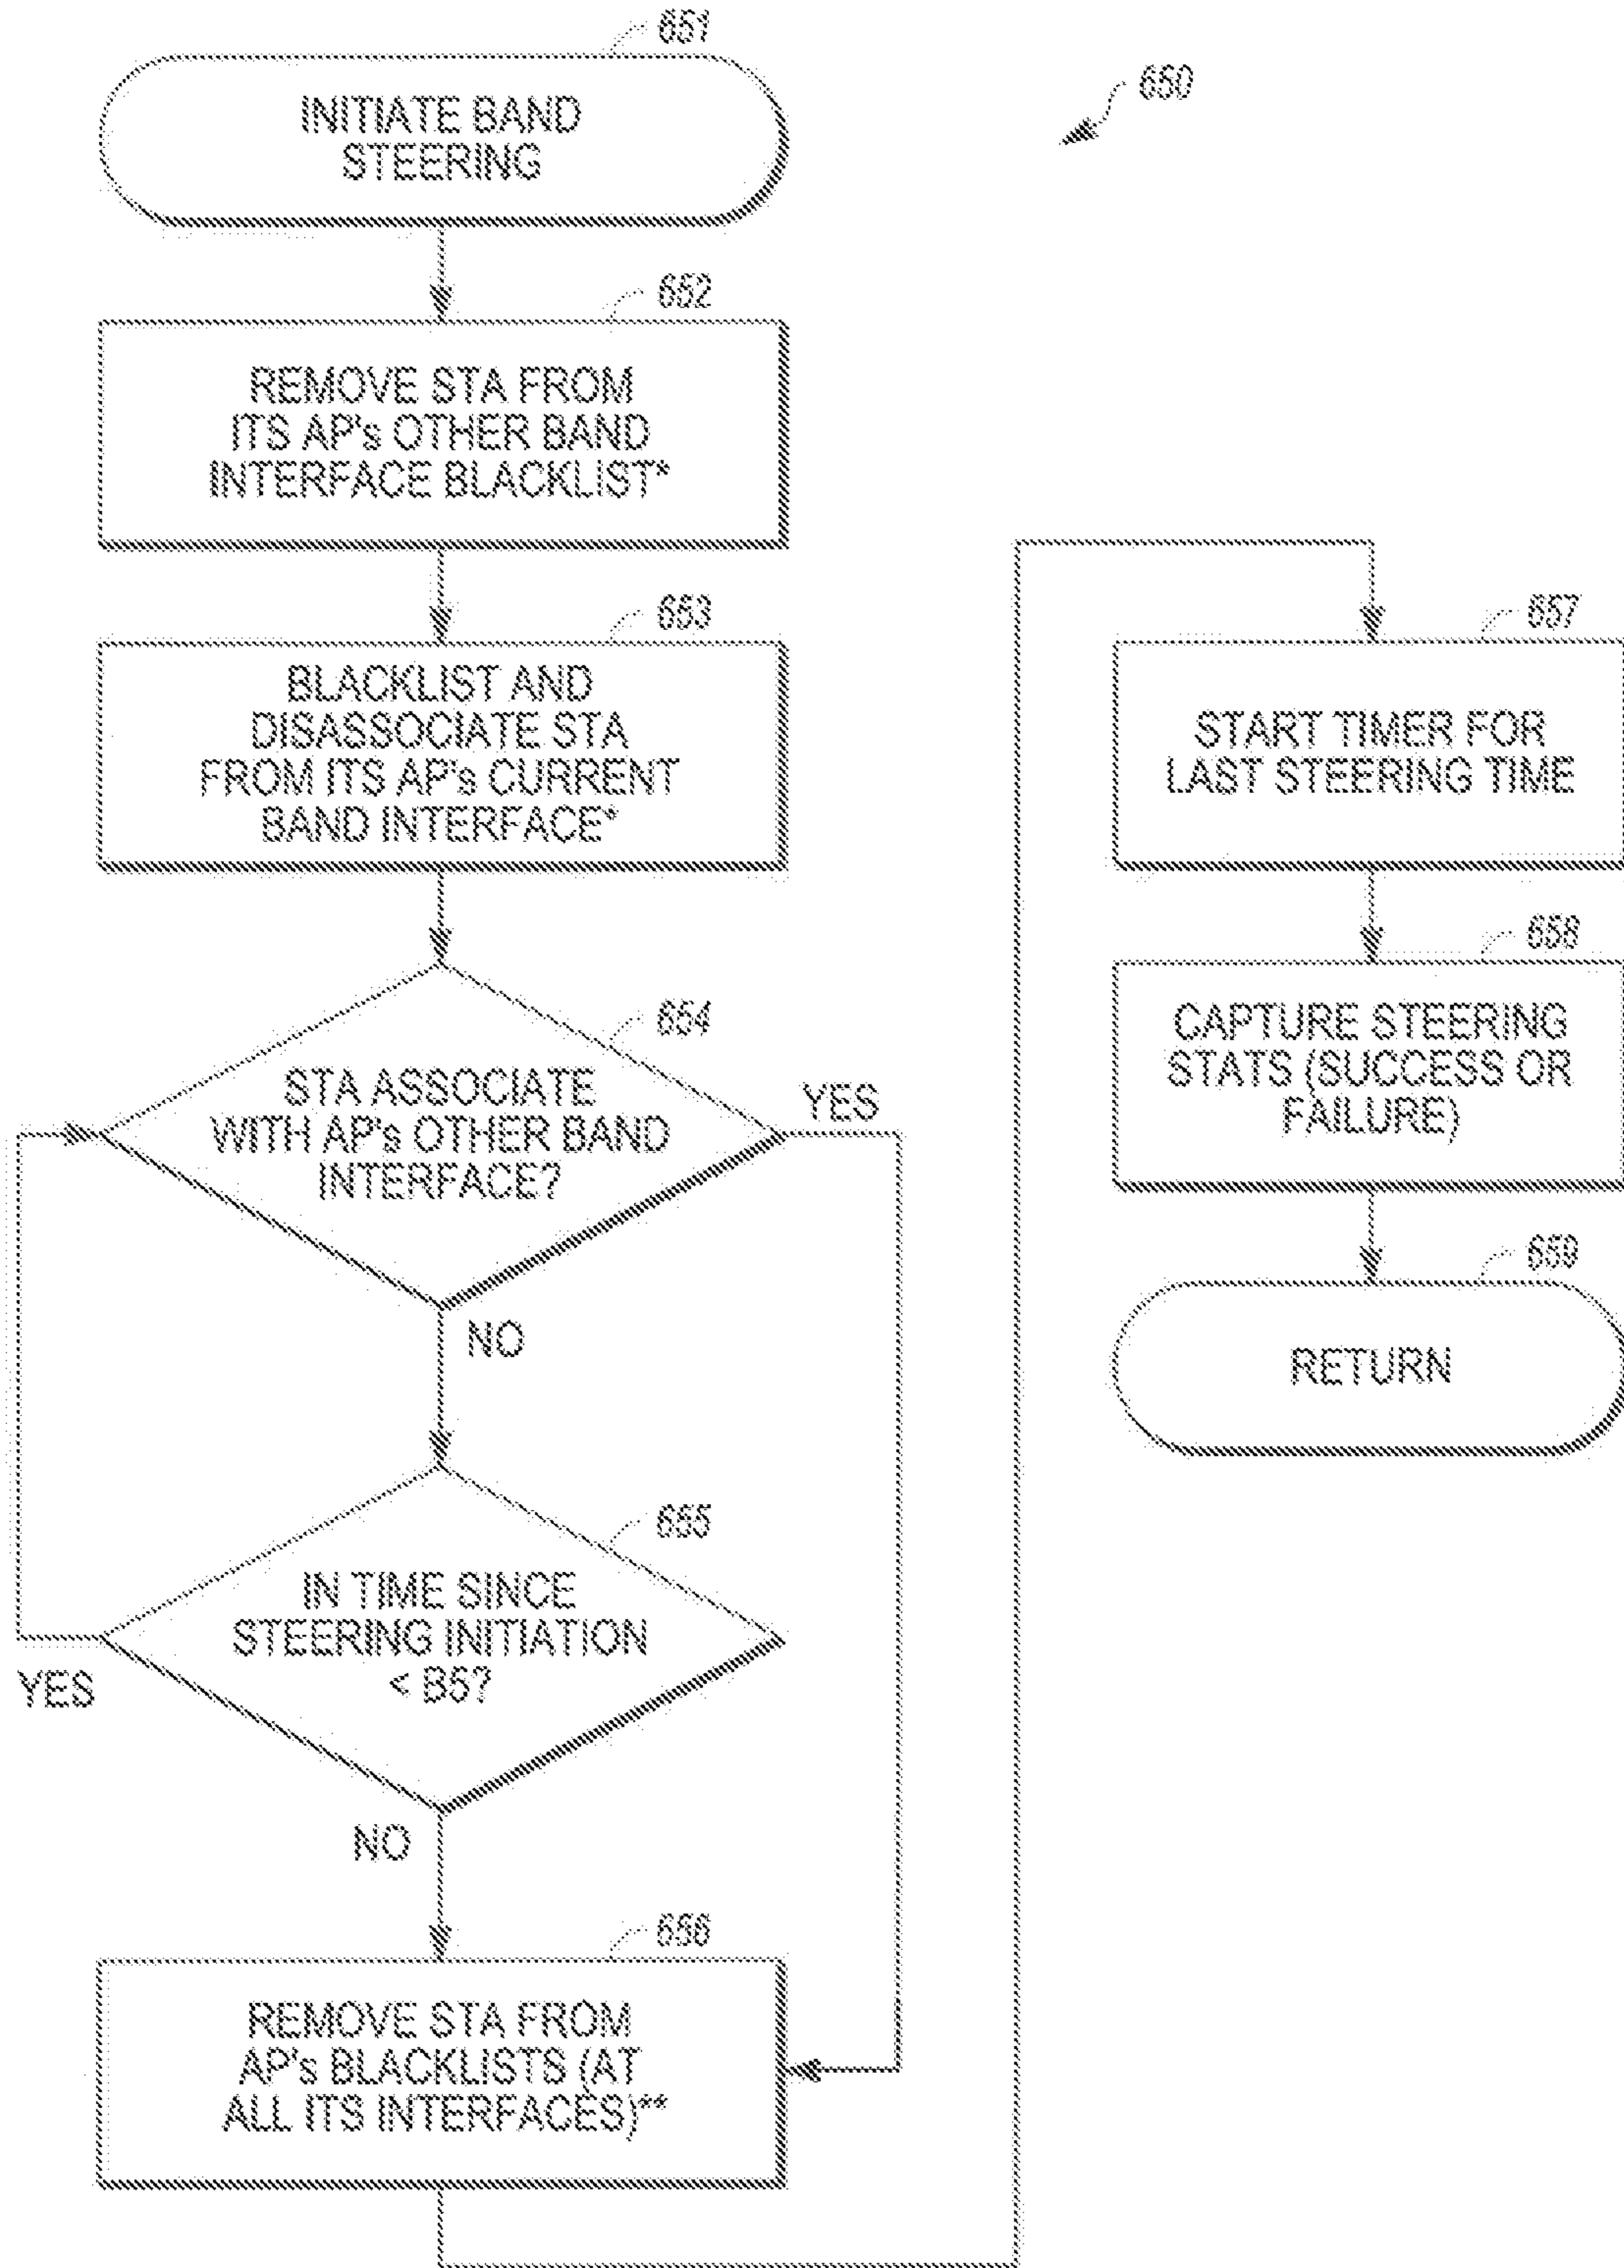 651
INITIATE BAND
STEERING
650
652
REMOVE STA FROM
ITS AP's OTHER BAND
INTERFACE BLACKLIST*
653
BLACKLIST AND
DISASSOCIATE STA
FROM ITS AP's CURRENT
BAND INTERFACE*
654
STA ASSOCIATE
WITH AP's OTHER BAND
INTERFACE?
YES
NO
655
IN TIME SINCE
STEERING INITIATION
< B5?
YES
NO
656
REMOVE STA FROM
AP's BLACKLISTS (AT
ALL ITS INTERFACES)**
657
START TIMER FOR
LAST STEERING TIME
658
CAPTURE STEERING
STATS (SUCCESS OR
FAILURE)
659
RETURN